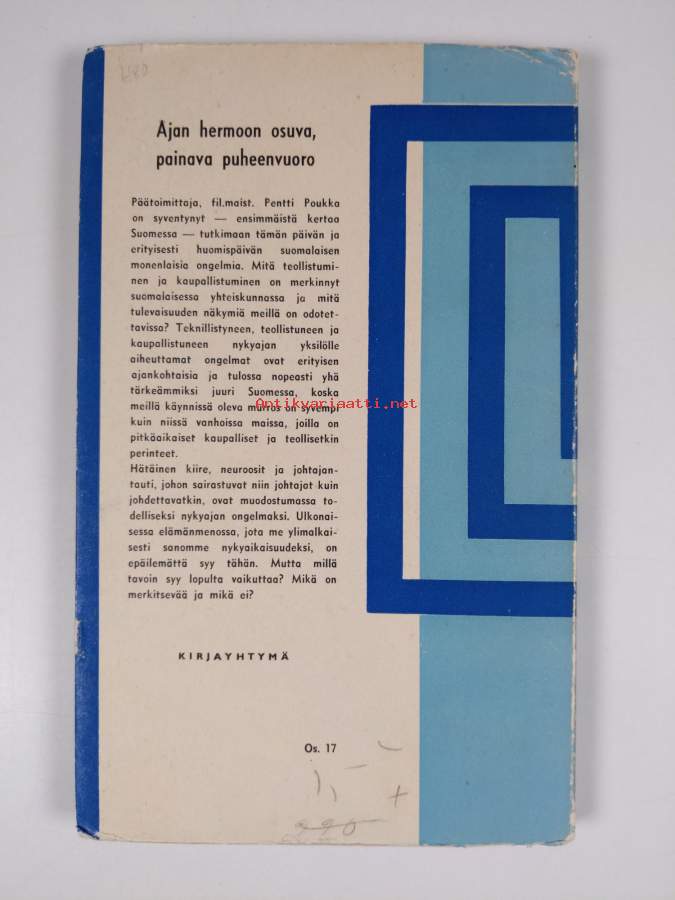 Ajan hermoon osuva,
painava puheenvuoro
Päätoimittaja, fil.maist. Pentti Poukka
on syventynyt — ensimmäistä kertaa
Suomessa — tutkimaan tämän päivän ja
erityisesti huomispäivän suomalaisen
monenlaisia ongelmia. Mitä teollistumi-
nen ja kaupallistuminen on merkinnyt
suomalaisessa yhteiskunnassa ja mitä
tulevaisuuden näkymiä meillä on odotet-
tavissa? Teknillistyneen, teollistuneen ja
kaupallistuneen nykyajan yksilölle
aiheuttamat ongelmat ovat erityisen
ajankohtaisia ja tulossa nopeasti yhä
tärkeämmiksi juuri Suomessa, koska
meillä käynnissä oleva murros on syvempi
Antikvariaatti.net
kuin niissä vanhoissa maissa, joilla on
pitkäaikaiset kaupalliset ja teollisetkin
perinteet.
Hätäinen kiire, neuroosit ja johtajan-
tauti, johon sairastuvat niin johtajat kuin
johdettavatkin, ovat muodostumassa to-
delliseksi nykyajan ongelmaksi. Ulkonai-
sessa elämänmenossa, jota me ylimalkai-
sesti sanomme nykyaikaisuudeksi, on
epäilemättä syy tähän. Mutta millä
tavoin syy lopulta vaikuttaa? Mikä on
merkitsevää ja mikä ei?
KIRJAYHTYMÄ
Os. 17